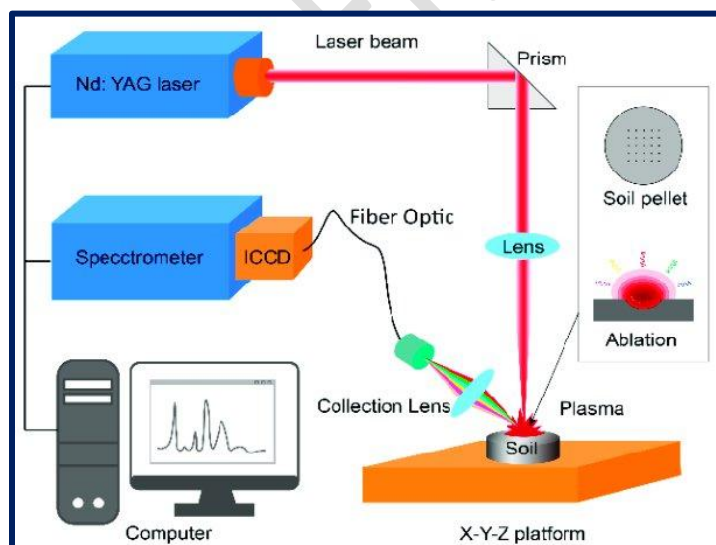 Laser beam
Prism
Nd: YAG laser
Soil pellet
Fiber Optic
Specctrometer
ICCD
Lens
Ablation
Collection Lens
Plasma
Soil
Computer
X-Y-Z platform